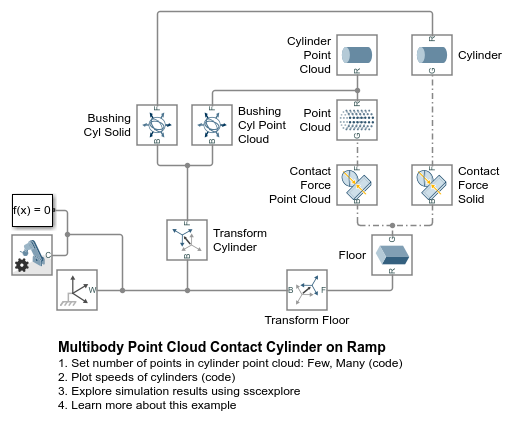 R
Cylinder
Point
Cloud
R
G
Cylinder
Bushing
Cyl Solid
F
B
F
B
Bushing
Cyl Point
Cloud
Point
Cloud
R
G
Contact
Force
Point Cloud
F
B
F
B
Contact
Force
Solid
f(x) = 0
C
W
F
B
Transform
Cylinder
Floor
G
R
B
F
Transform Floor
Multibody Point Cloud Contact Cylinder on Ramp
1. Set number of points in cylinder point cloud: Few, Many (code)
2. Plot speeds of cylinders (code)
3. Explore simulation results using sscexplore
4. Learn more about this example